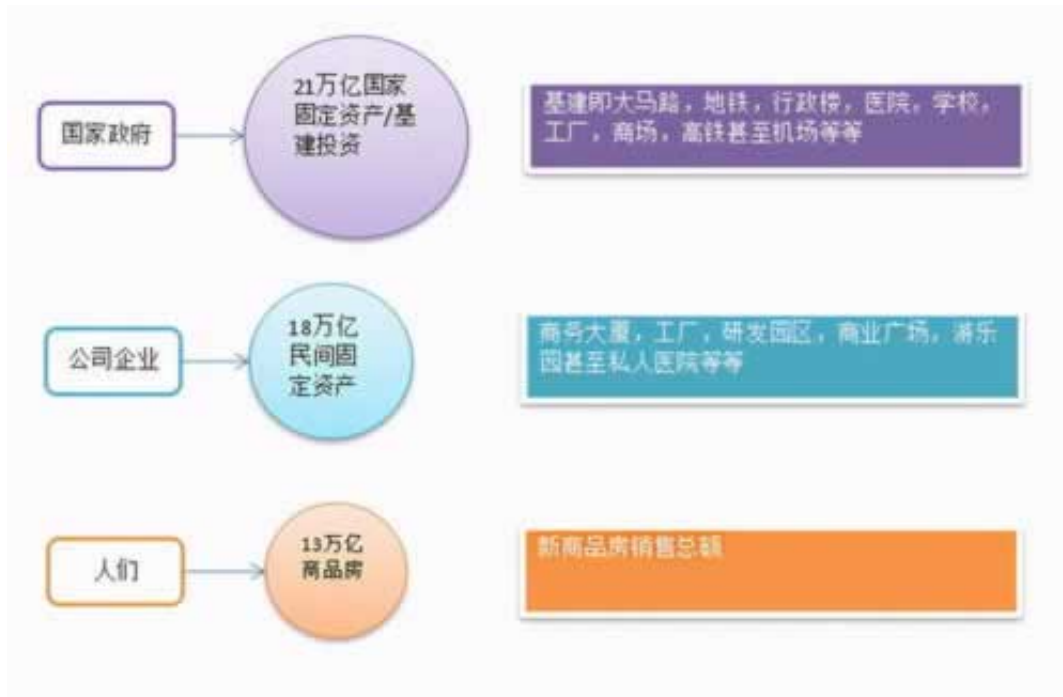 国家政府
21万亿国家
固定资产/基
建投资
基建即大马路，地铁，行政楼，医院，学校，
工厂，商场，高铁甚至机场等等
公司企业
18万亿
民间固
定资产
商务大厦，工厂，研发园区，商业广场，游乐
园甚至私人医院等等
人们
13万亿
商品房
新商品房销售总额